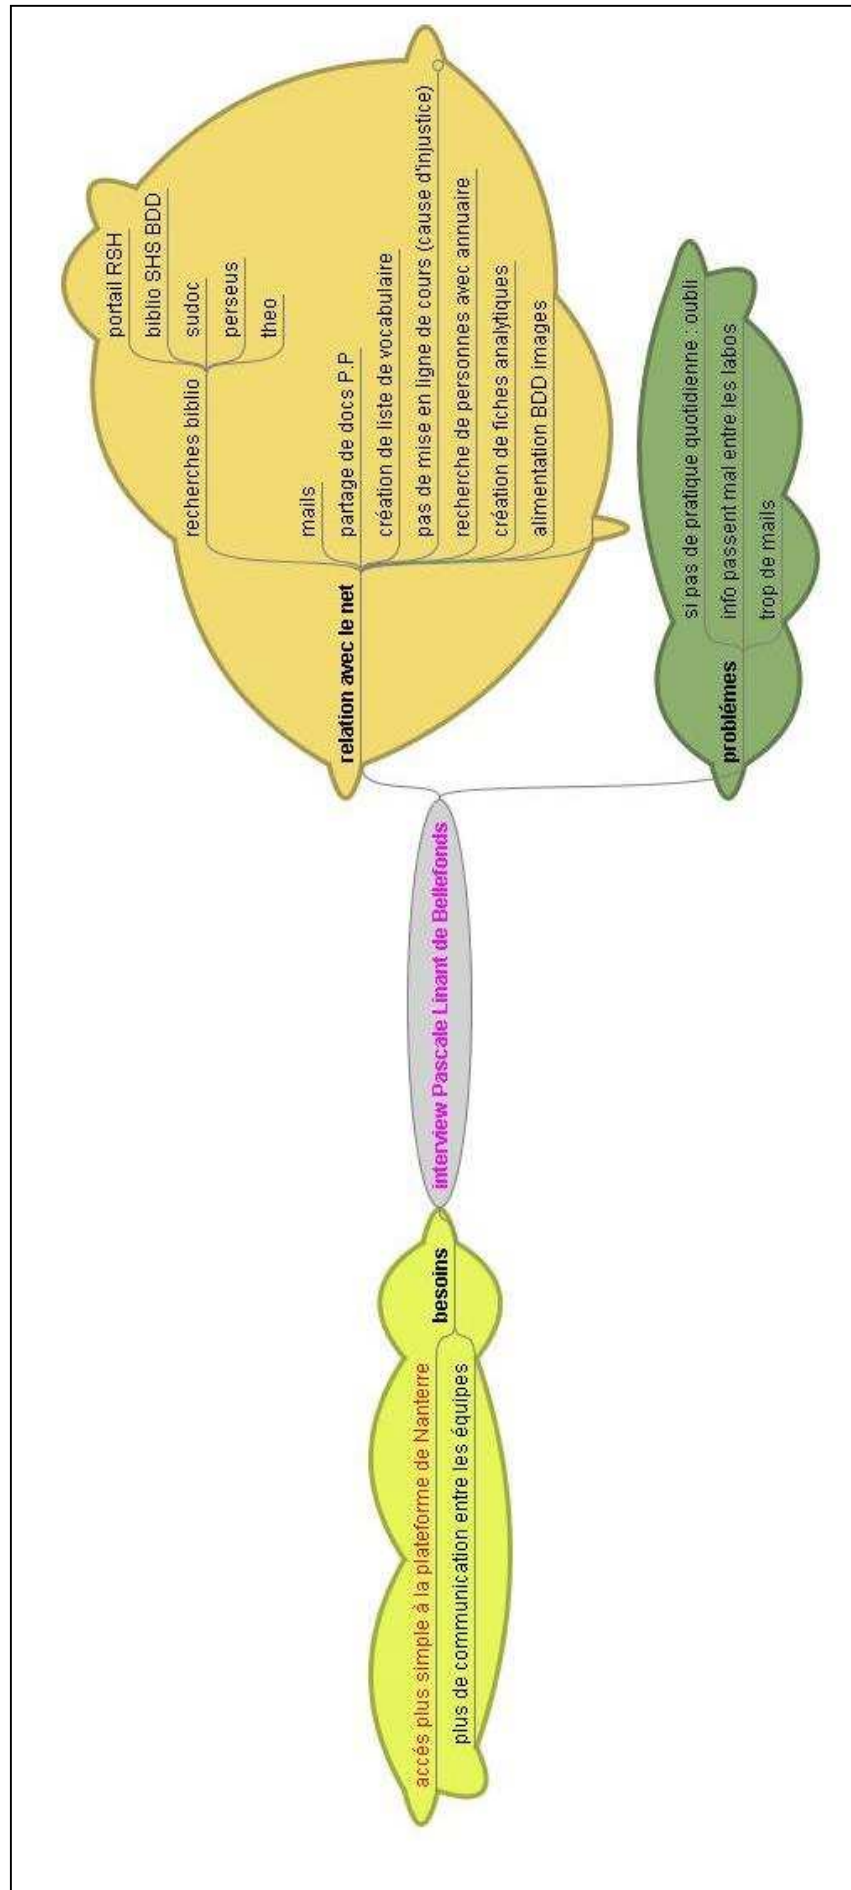 interview Pascale Linant de Bellefonds
relation avec le net
recherches biblio
portail RSH
biblio SHS BDD
sudoc
perseus
theo
mails
partage de docs P.P
création de liste de vocabulaire
pas de mise en ligne de cours (cause d'injustice)
recherche de personnes avec annuaire
création de fiches analytiques
alimentation BDD images
problémes
si pas de pratique quotidienne : oubli
info passent mal entre les labos
trop de mails
besoins
accés plus simple à la plateforme de Nanterre
plus de communication entre les équipes